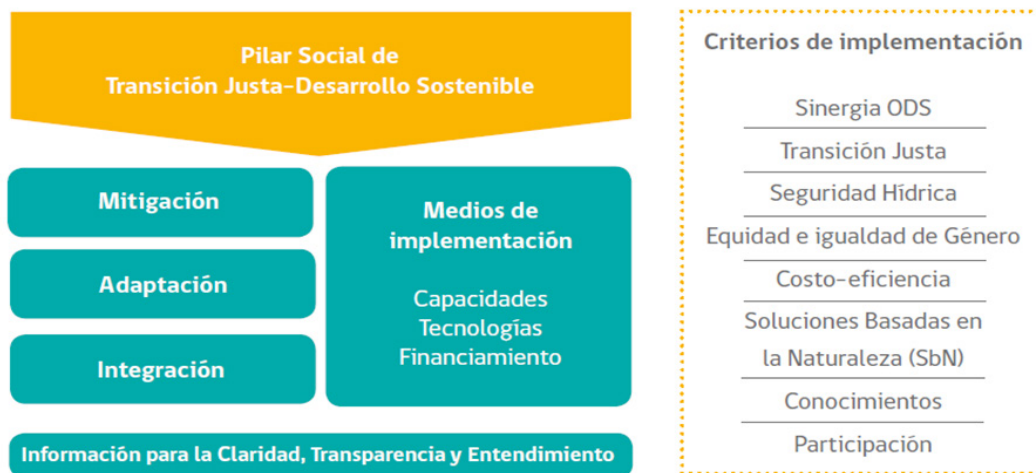 Pilar Social de
Transición Justa-Desarrollo Sostenible
Mitigación
Adaptación
Integración
Medios de
implementación
Capacidades
Tecnologías
Financiamiento
Información para la Claridad, Transparencia y Entendimiento
Criterios de implementación
Sinergia ODS
Transición Justa
Seguridad Hídrica
Equidad e igualdad de Género
Costo-eficiencia
Soluciones Basadas en
la Naturaleza (SbN)
Conocimientos
Participación